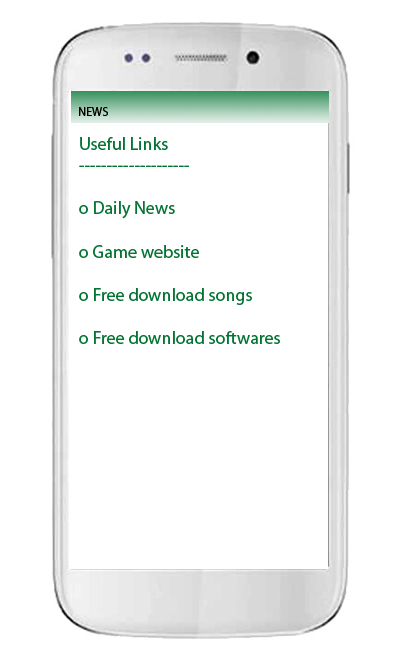 NEWS
Useful Links
--------------------
o Daily News
o Game website
o Free download songs
o Free download softwares